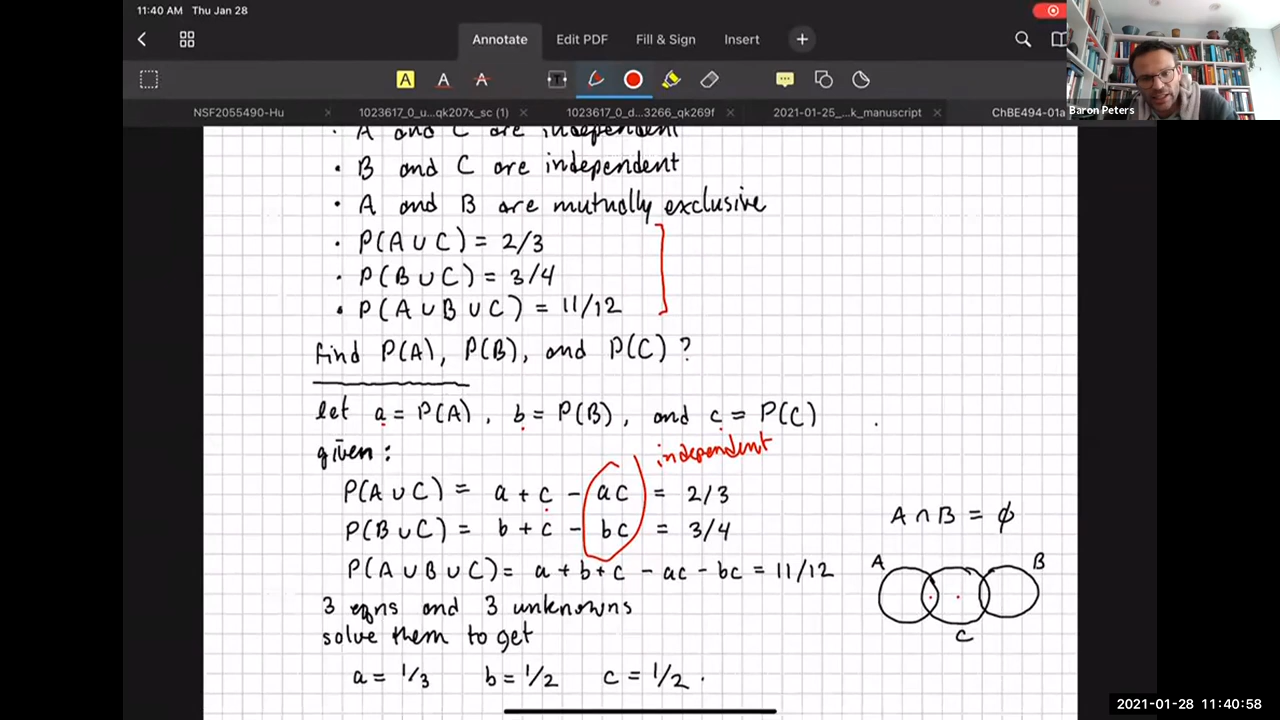 11:40 AM Thu Jan 28
Annotate Edit PDF Fill & Sign Insert
A A A T
Baron Peters
NSF2055490-Hu 1023617_0_u...qk207x_sc (1) 1023617_0_d...3266_qk269f 2021-01-25_...k_manuscript ChBE494-01a
• A and C are independent
• B and C are independent
• A and B are mutually exclusive
• P(A ∪ C) = 2/3
• P(B ∪ C) = 3/4
• P(A ∪ B ∪ C) = 11/12
find P(A), P(B), and P(C) ?
let a = P(A), b = P(B), and c = P(C)
given:
independent
P(A ∪ C) = a + c - ac = 2/3
P(B ∪ C) = b + c - bc = 3/4
P(A ∪ B ∪ C) = a + b + c - ac - bc = 11/12
3 eqns and 3 unknowns
solve them to get
a = 1/3 b = 1/2 c = 1/2 .
A ∩ B = ϕ
A B
C
2021-01-28 11:40:58